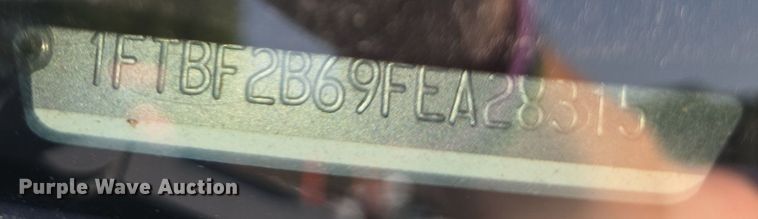 1FTBF2B69FEA28315
Purple Wave Auction